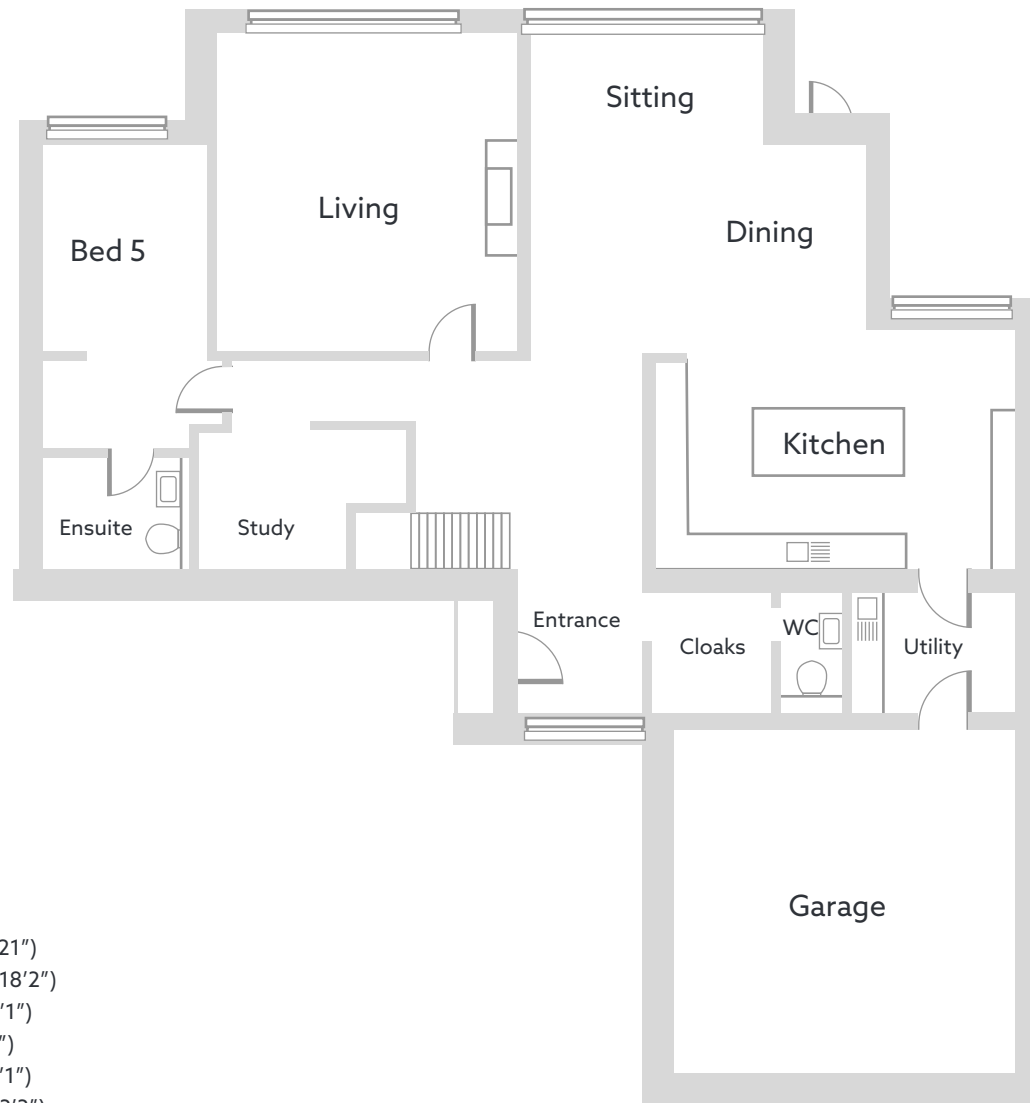 Sitting
Living
Dining
Bed 5
Kitchen
Ensuite
Study
Entrance
WC
Cloaks
Utility
Garage
21”)
18’2”)
’1”)
”)
’1”)